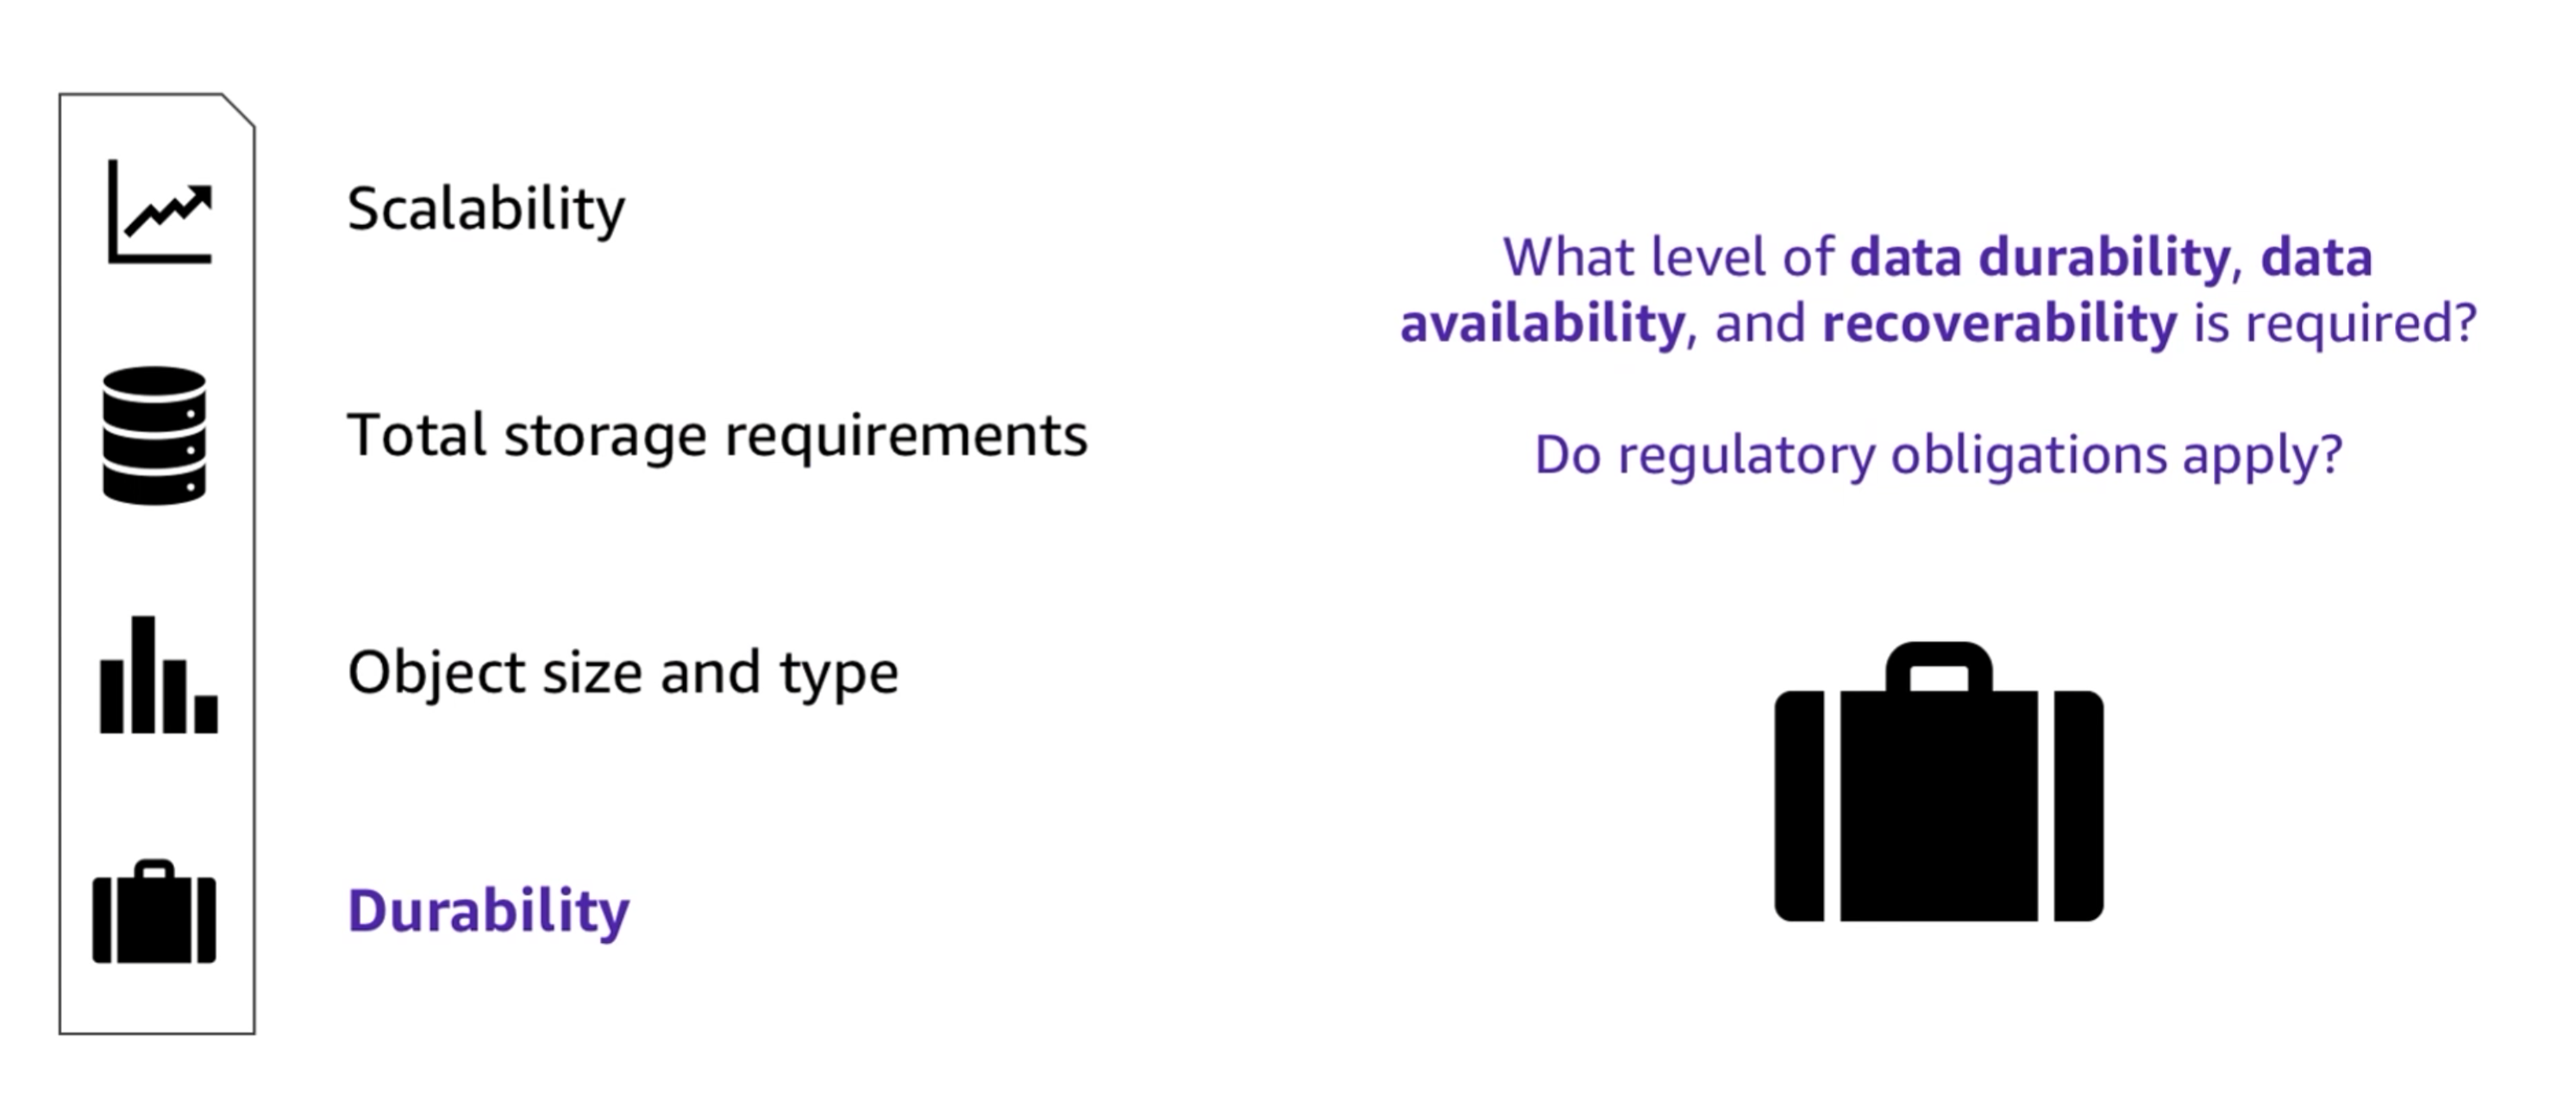 Scalability
Total storage requirements
Object size and type
Durability
What level of data durability, data
availability, and recoverability is required?
Do regulatory obligations apply?